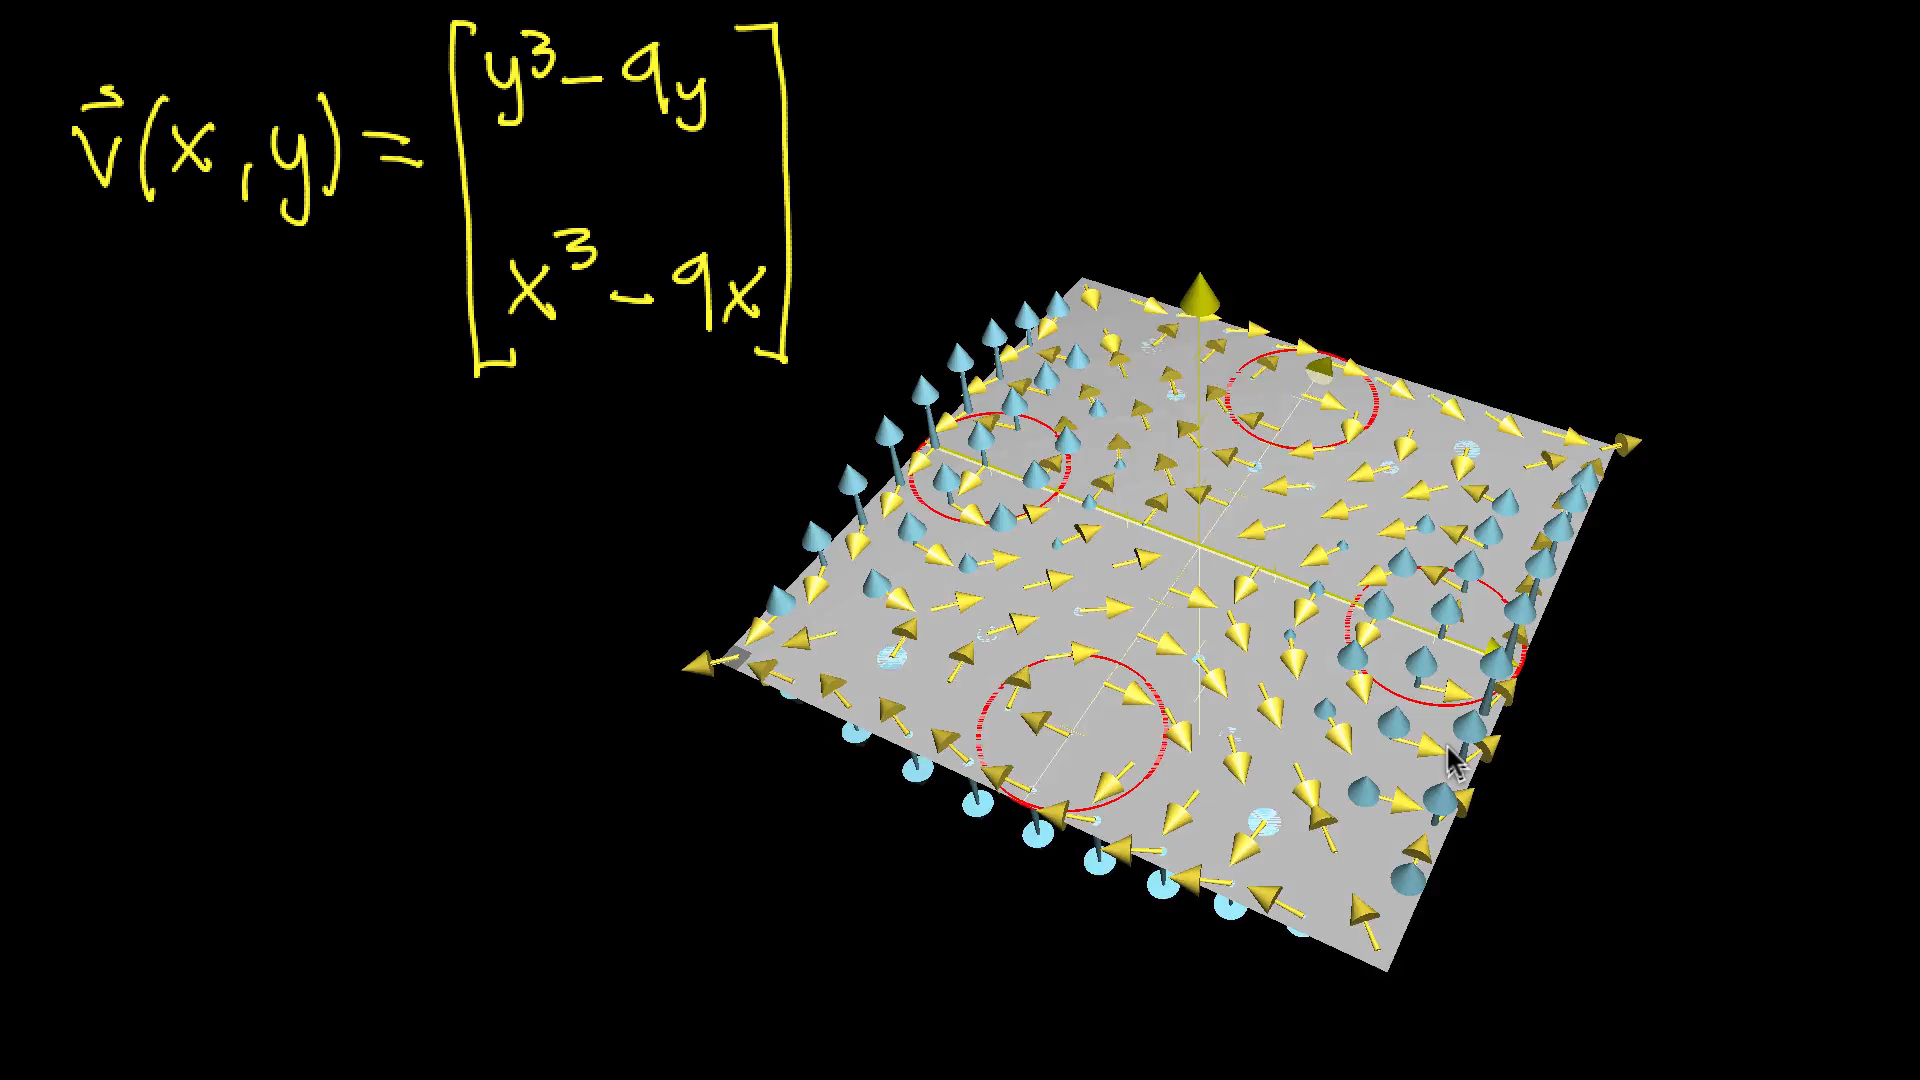 v⃗(x,y) = [ y³ - 9y
x³ - 9x ]